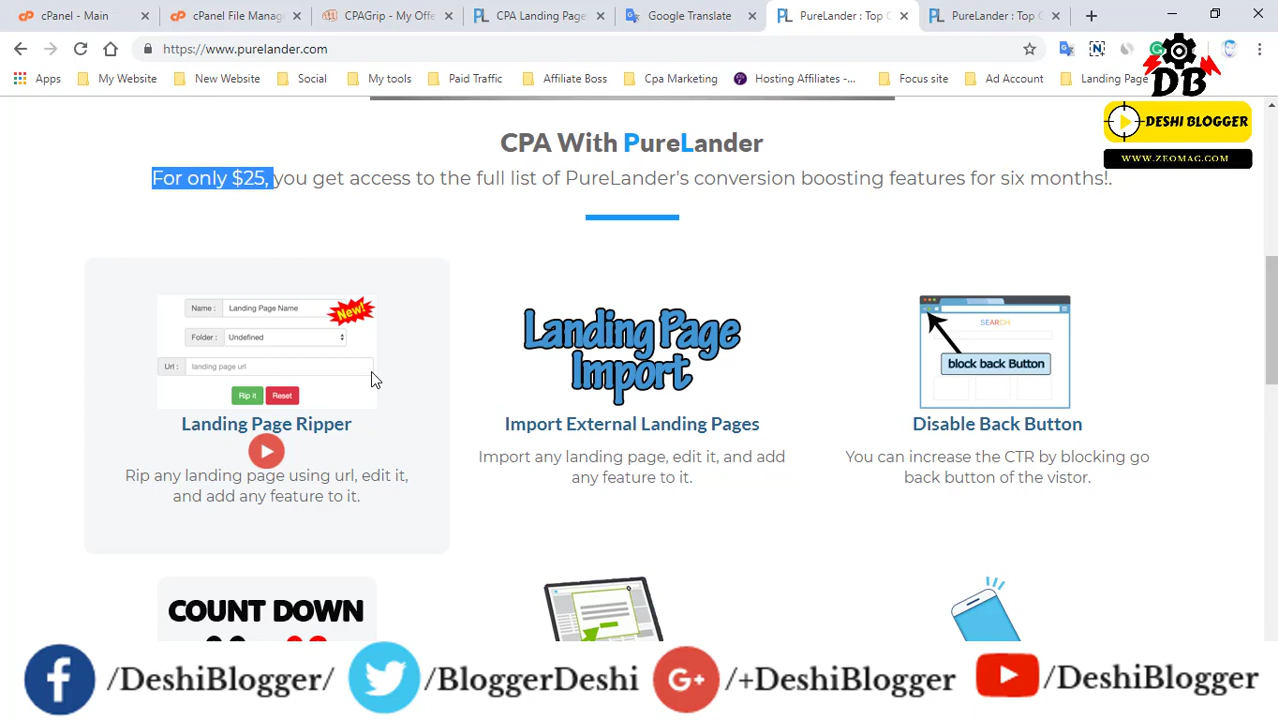 cPanel - Main
cPanel File Manag
CPAGrip - My Offe
CPA Landing Page
Google Translate
PureLander : Top C
PureLander : Top C
https://www.purelander.com
Apps
My Website
New Website
Social
My tools
Paid Traffic
Affiliate Boss
Cpa Marketing
Hosting Affiliates -...
Focus site
Ad Account
Landing Page
DB
DESHI BLOGGER
WWW.ZEOMAG.COM
CPA With PureLander
For only $25, you get access to the full list of PureLander's conversion boosting features for six months!.
Name :
Landing Page Name
New!
Folder :
Undefined
Url :
landing page url
Rip it
Reset
Landing Page Ripper
Rip any landing page using url, edit it,
and add any feature to it.
Landing Page
Import
Import External Landing Pages
Import any landing page, edit it, and add
any feature to it.
SEARCH
block back Button
Disable Back Button
You can increase the CTR by blocking go
back button of the vistor.
COUNT DOWN
/DeshiBlogger/
/BloggerDeshi
G+
/+DeshiBlogger
/DeshiBlogger